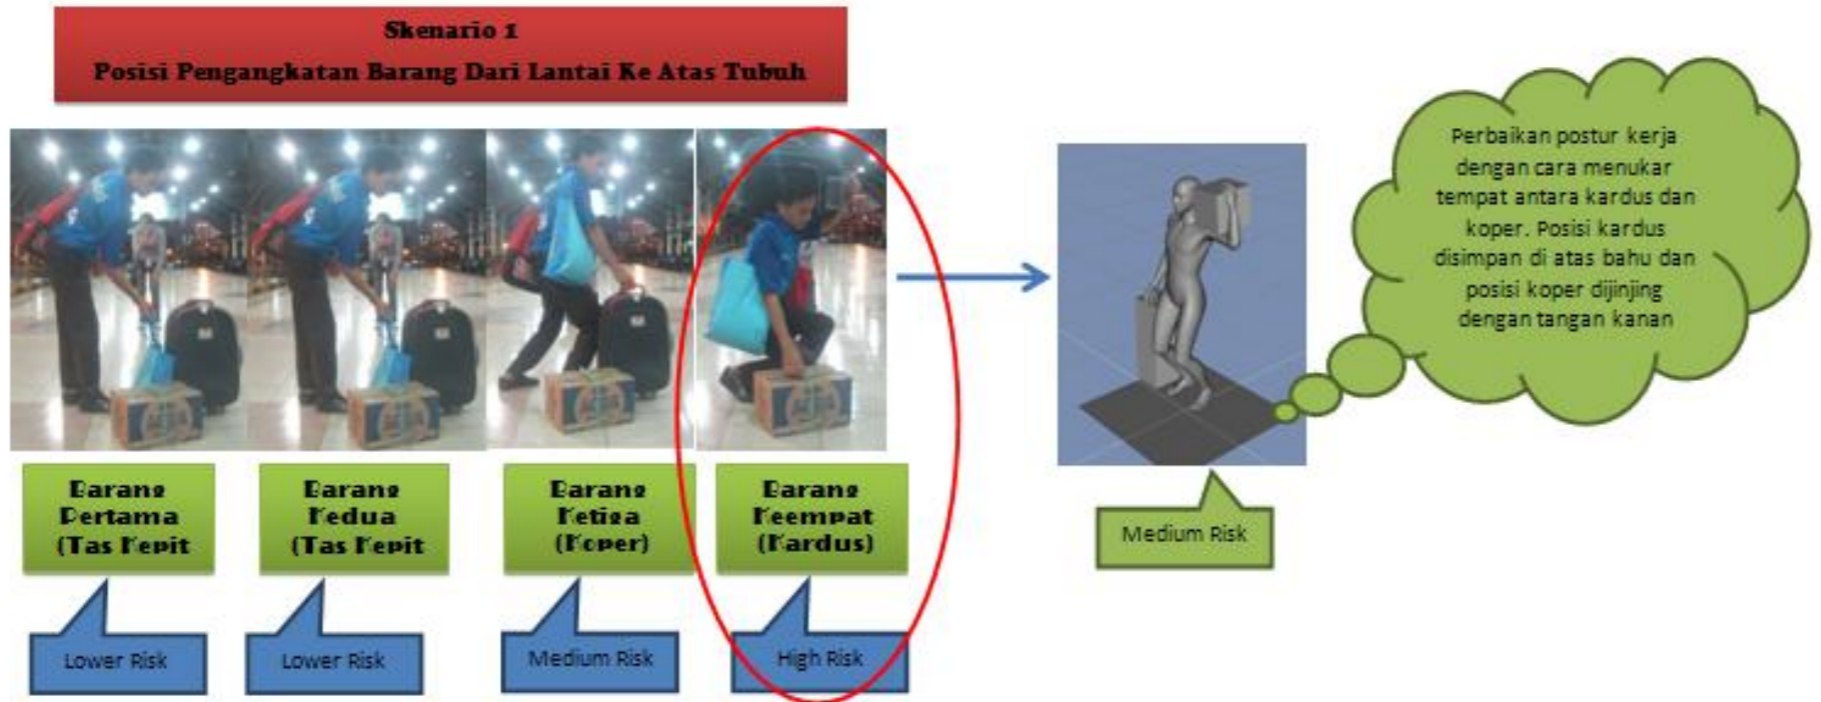 Skenario 1
Posisi Pengangkatan Barang Dari Lantai Ke Atas Tubuh
Perbaikan postur kerja
dengan cara menukar
tempat antara kardus dan
koper. Posisi kardus
disimpan di atas bahu dan
posisi koper dijinjing
dengan tangan kanan
Barang
Pertama
(Tas Kepit
Barang
Kedua
(Tas Kepit
Barang
Ketiga
(Koper)
Barang
Keempat
(Kardus)
Medium Risk
Lower Risk
Lower Risk
Medium Risk
High Risk